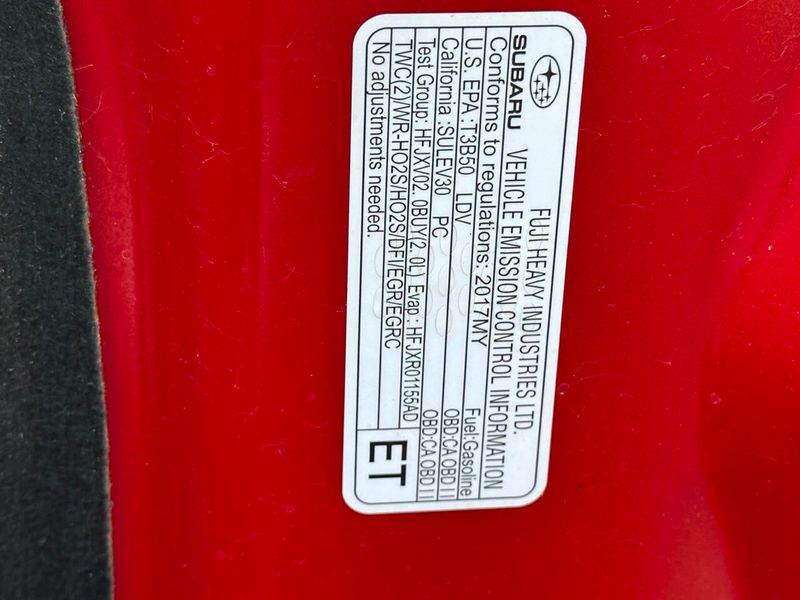 FUJI HEAVY INDUSTRIES LTD.
SUBARU VEHICLE EMISSION CONTROL INFORMATION
Conforms to regulations: 2017MY Fuel:Gasoline
U.S. EPA :T3B50 LDV OBD:CA OBD II
California :SULEV30 PC OBD:CA OBD II
Test Group: HFJXV02. 0BUY(2. 0L) Evap : HFJXR01155AD
TWC(2)/WR-HO2S/HO2S/DFI/EGR/EGRC
No adjustments needed.
ET